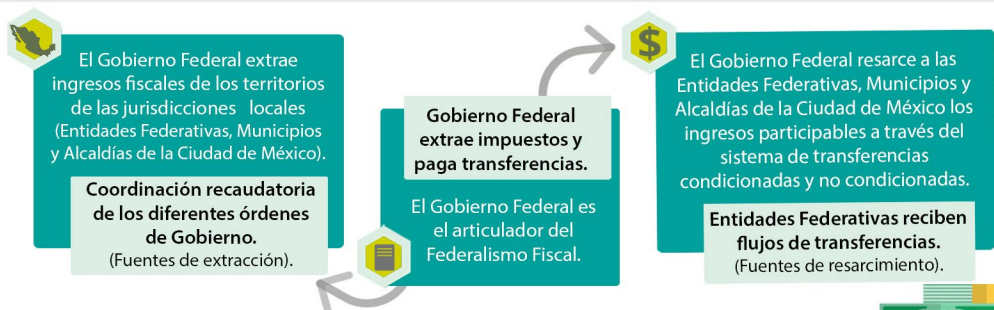 El Gobierno Federal extrae
ingresos fiscales de los territorios
de las jurisdicciones locales
(Entidades Federativas, Municipios
y Alcaldías de la Ciudad de México).
Coordinación recaudatoria
de los diferentes órdenes
de Gobierno.
(Fuentes de extracción).
Gobierno Federal
extrae impuestos y
paga transferencias.
El Gobierno Federal es
el articulador del
Federalismo Fiscal.
$
El Gobierno Federal resarce a las
Entidades Federativas, Municipios y
Alcaldías de la Ciudad de México los
ingresos participables a través del
sistema de transferencias
condicionadas y no condicionadas.
Entidades Federativas reciben
flujos de transferencias.
(Fuentes de resarcimiento).